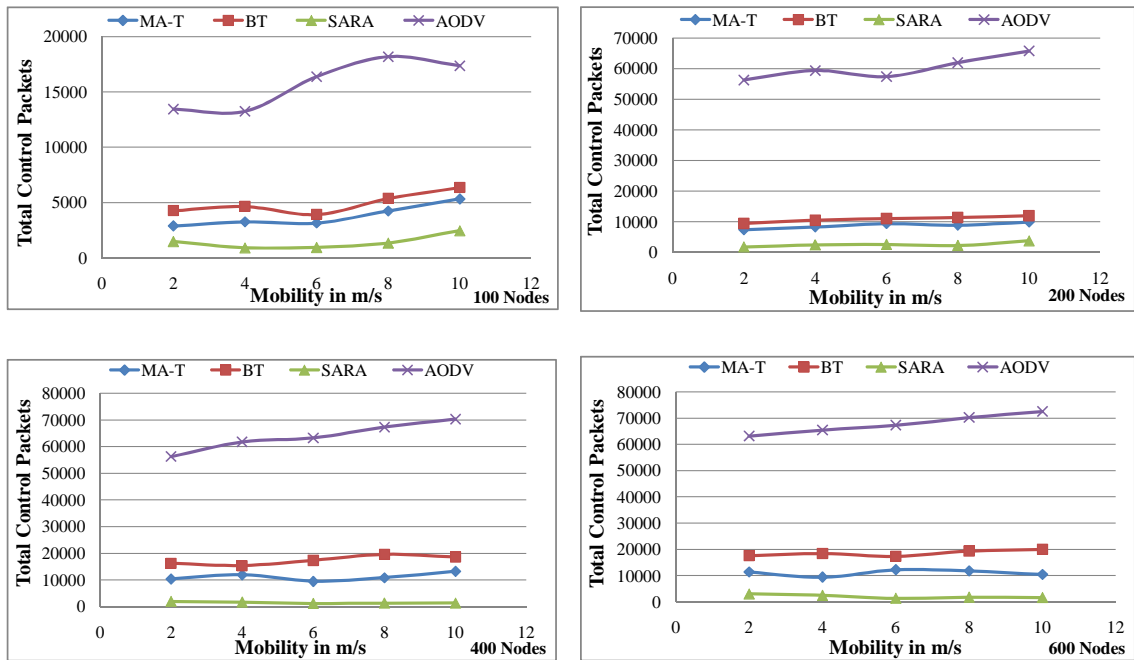 MA-T BT SARA AODV
20000
15000
10000
5000
0
0 2 4 6 8 10 12
Total Control Packets
Mobility in m/s
100 Nodes
MA-T BT SARA AODV
70000
60000
50000
40000
30000
20000
10000
0
0 2 4 6 8 10 12
Total Control Packets
Mobility in m/s
200 Nodes
MA-T BT SARA AODV
80000
70000
60000
50000
40000
30000
20000
10000
0
0 2 4 6 8 10 12
Total Control Packets
Mobility in m/s
400 Nodes
MA-T BT SARA AODV
80000
70000
60000
50000
40000
30000
20000
10000
0
0 2 4 6 8 10 12
Total Control Packets
Mobility in m/s
600 Nodes